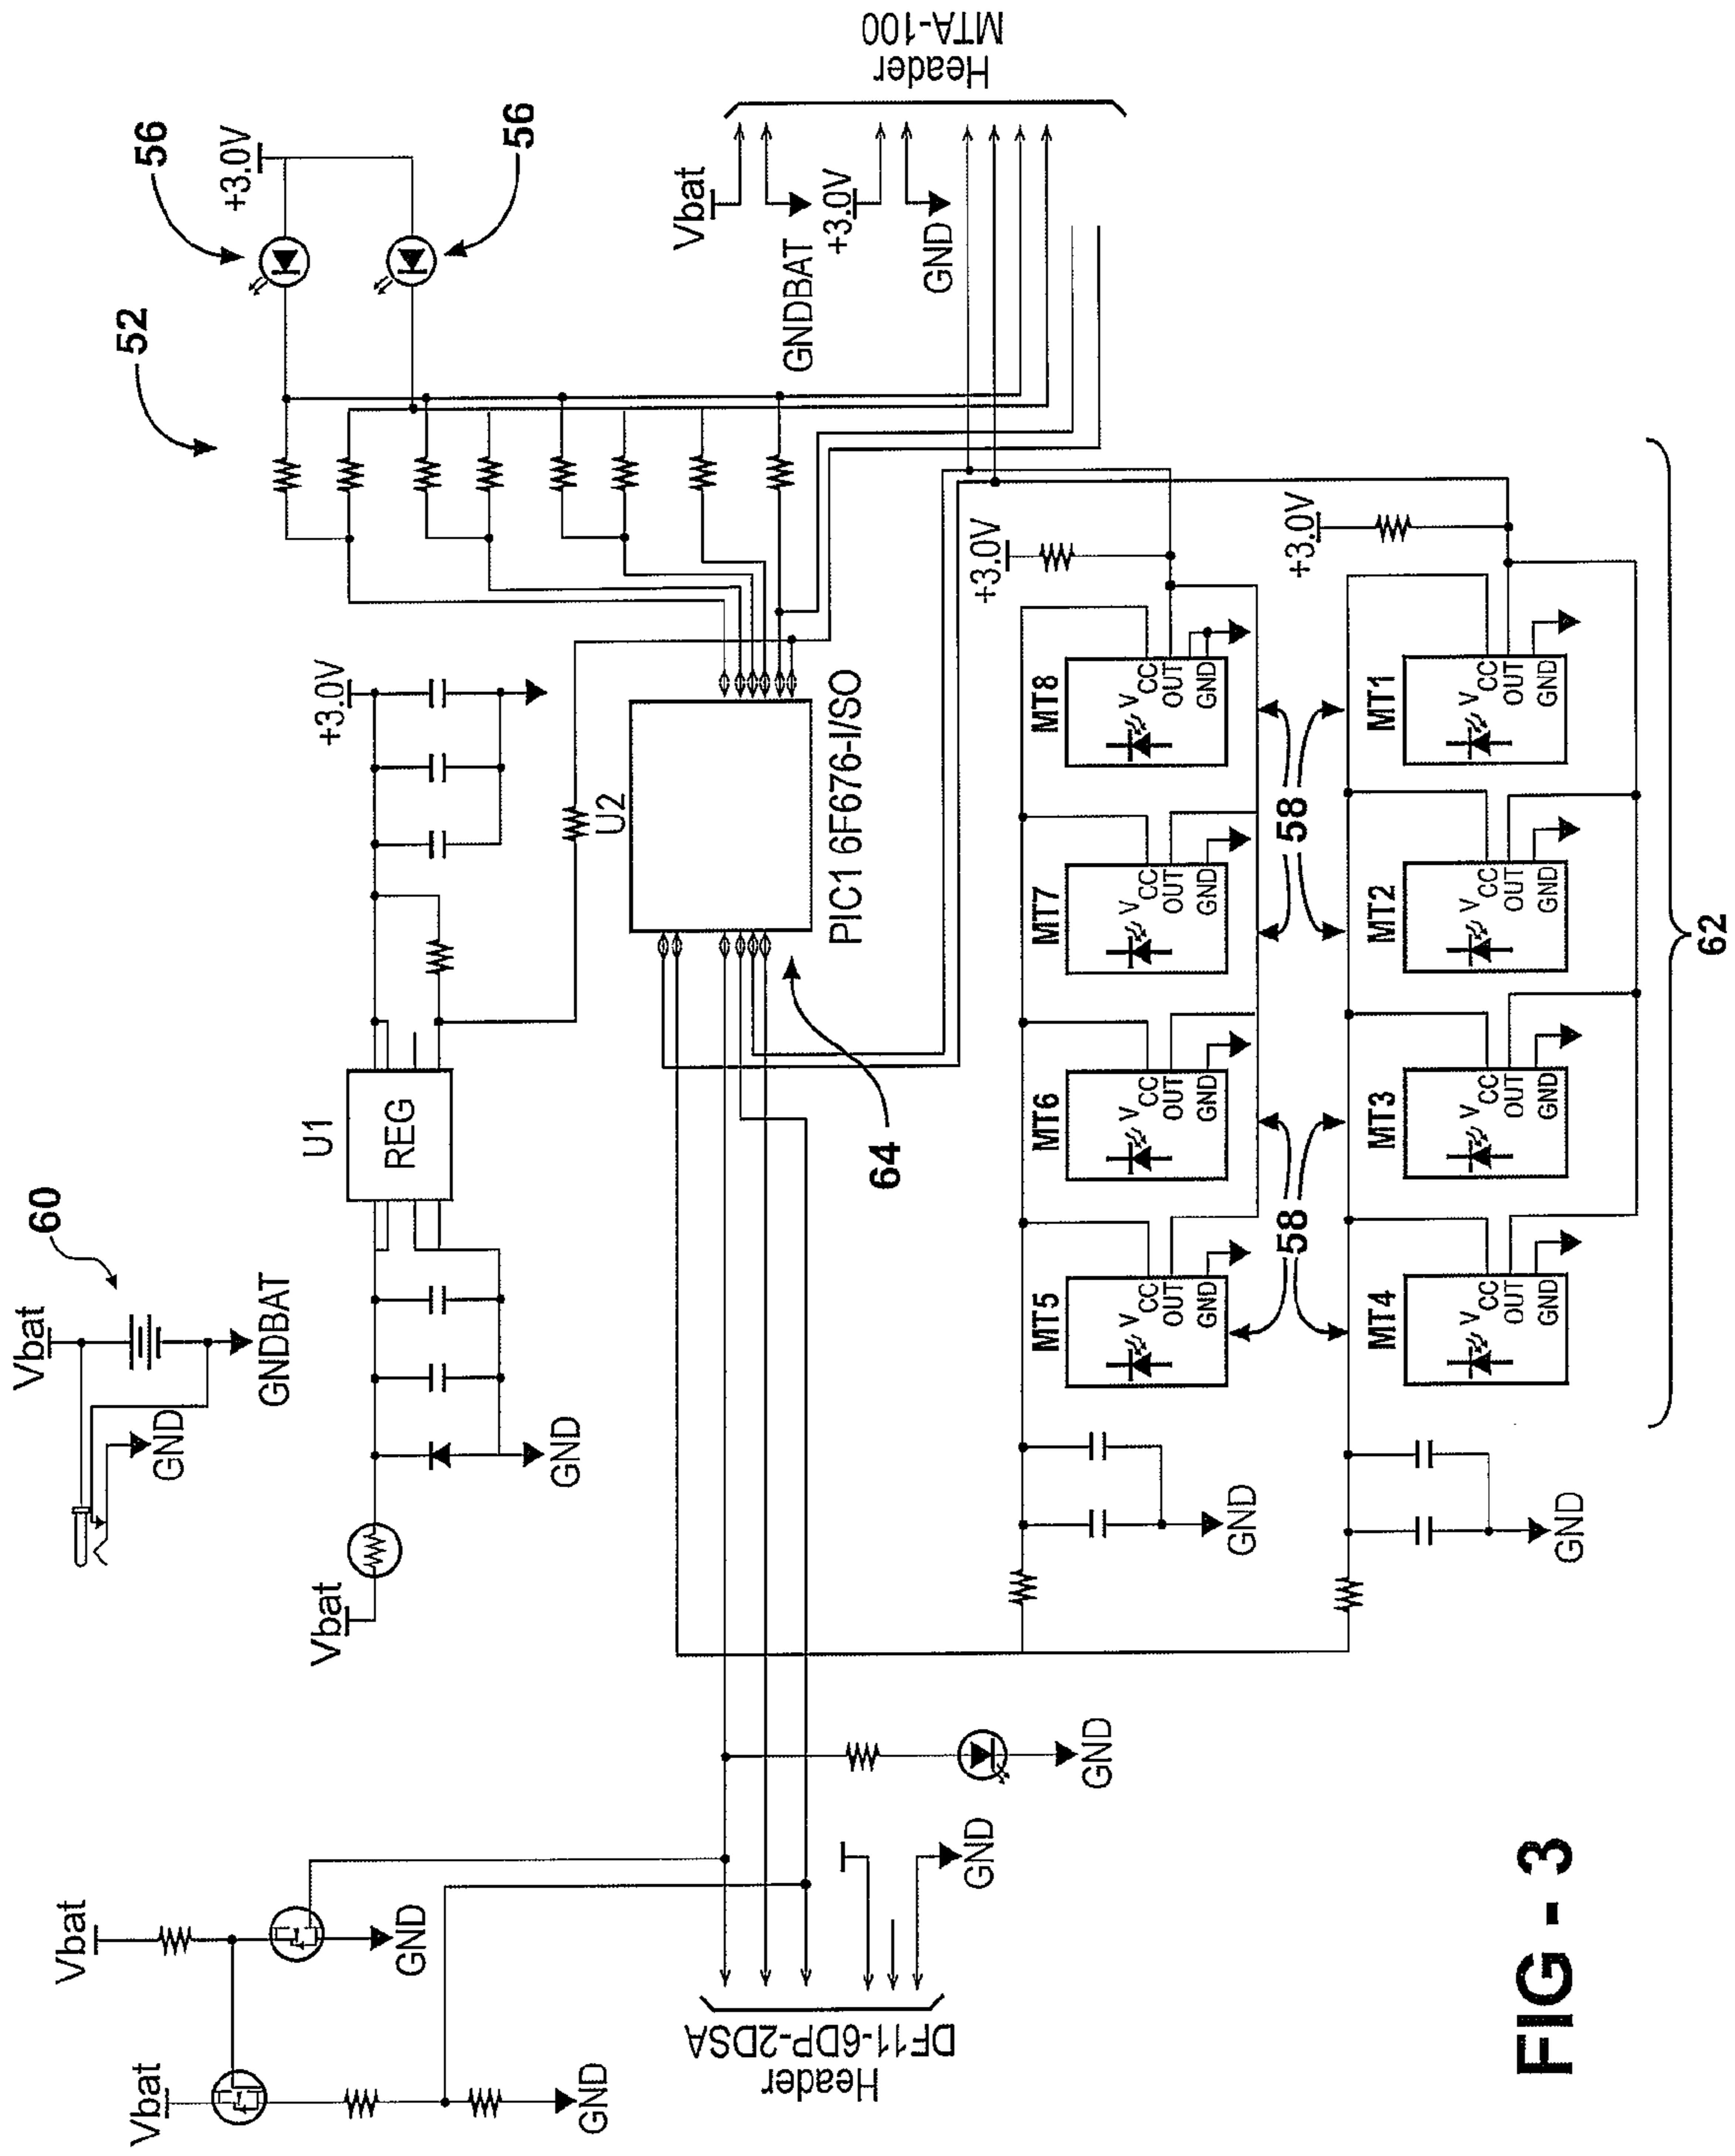 Vbat
60
GND
GNDBAT
Vbat
U1
REG
GND
+3.0V
52
56
+3.0V
56
Vbat
GND
Vbat
GND
Header
DF11-6DP-2DSA
GND
GND
U2
PIC1 6F676-I/SO
64
Vbat
GNDBAT
+3.0V
GND
Header
MTA-100
MT5
VCC
OUT
GND
MT6
VCC
OUT
GND
MT7
VCC
OUT
GND
MT8
VCC
OUT
GND
+3.0V
GND
58
58
MT4
VCC
OUT
GND
MT3
VCC
OUT
GND
MT2
VCC
OUT
GND
MT1
VCC
OUT
GND
+3.0V
GND
62
FIG - 3